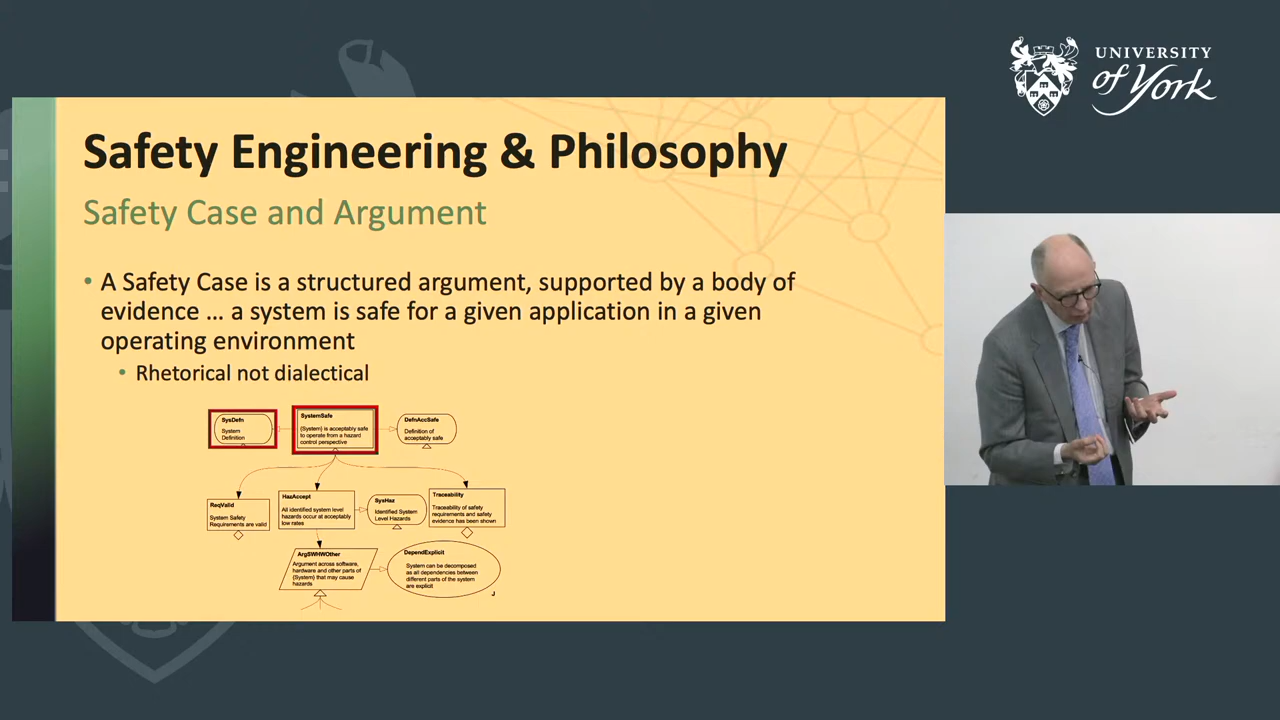 UNIVERSITY
of York
Safety Engineering & Philosophy
Safety Case and Argument
• A Safety Case is a structured argument, supported by a body of
evidence ... a system is safe for a given application in a given
operating environment
• Rhetorical not dialectical
SysDefn
System
Definition
SystemSafe
{System} is acceptably safe
to operate from a hazard
control perspective
DefnAccSafe
Definition of
acceptably safe
ReqValid
System Safety
Requirements are valid
HazAccept
All identified system level
hazards occur at acceptably
low rates
SysHaz
Identified System
Level Hazards
Traceability
Traceability of safety
requirements and safety
evidence has been shown
ArgSWHWOther
Argument across software,
hardware and other parts of
{System} that may cause
hazards
DependExplicit
System can be decomposed
as all dependencies between
different parts of the system
are explicit
J